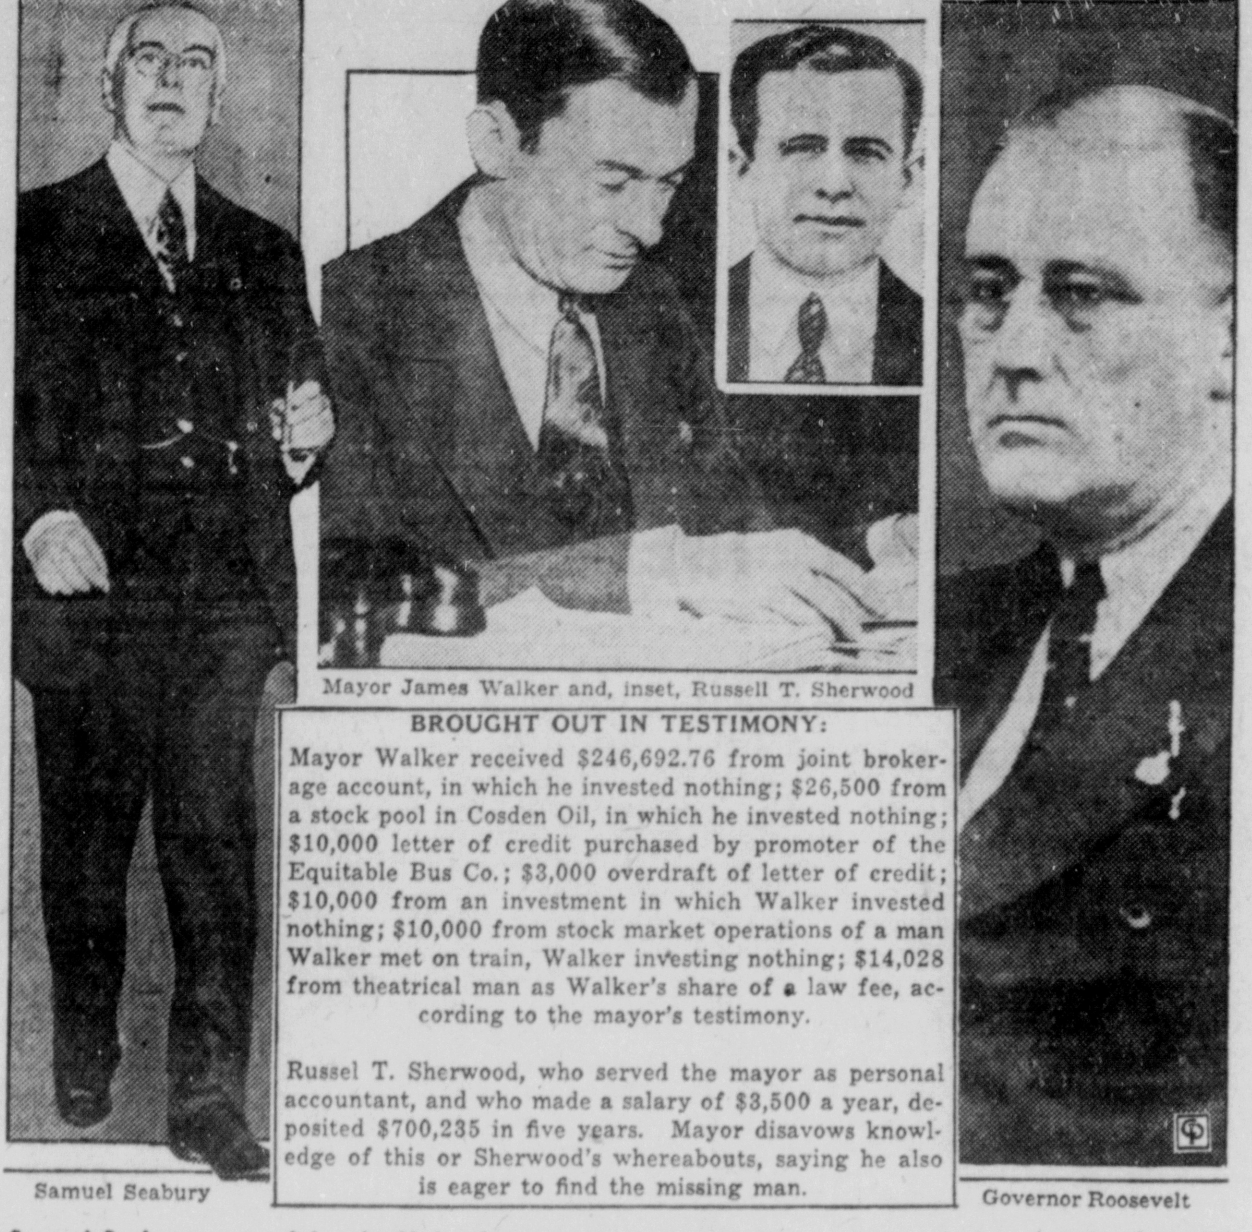 Mayor James Walker and, inset, Russell T. Sherwood
BROUGHT OUT IN TESTIMONY:
Mayor Walker received $246,692.76 from joint broker-
age account, in which he invested nothing; $26,500 from
a stock pool in Cosden Oil, in which he invested nothing;
$10,000 letter of credit purchased by promoter of the
Equitable Bus Co.; $3,000 overdraft of letter of credit;
$10,000 from an investment in which Walker invested
nothing; $10,000 from stock market operations of a man
Walker met on train, Walker investing nothing; $14,028
from theatrical man as Walker's share of a law fee, ac-
cording to the mayor's testimony.
Russel T. Sherwood, who served the mayor as personal
accountant, and who made a salary of $3,500 a year, de-
posited $700,235 in five years. Mayor disavows knowl-
edge of this or Sherwood's whereabouts, saying he also
is eager to find the missing man.
Samuel Seabury
Governor Roosevelt